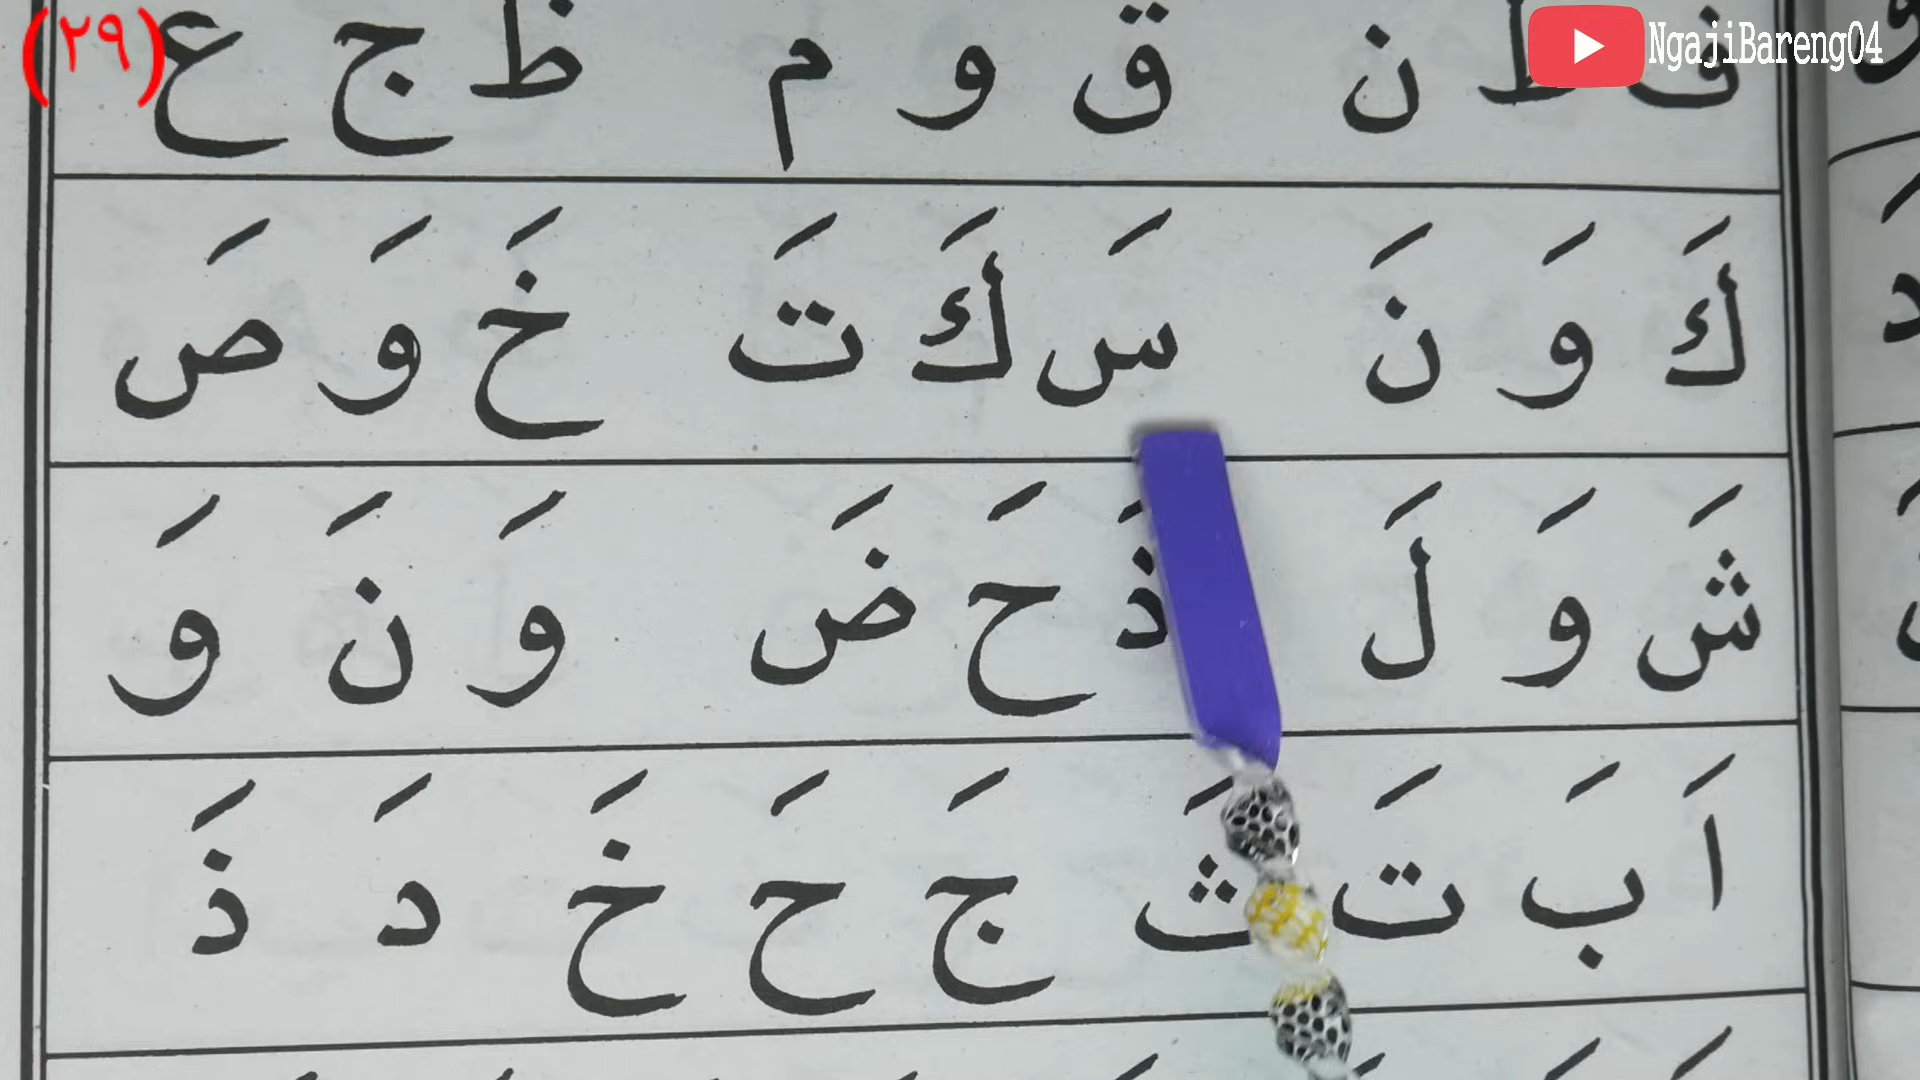 (٢٩)
NgajiBareng04
ن ق و م ظ ج ع
كَ وَ نَ سَ كَ تَ خَ وَ صَ
شَ وَ لَ ذَ حَ ضَ وَ نَ وَ
اَ بَ تَ ثَ جَ حَ خَ دَ ذَ